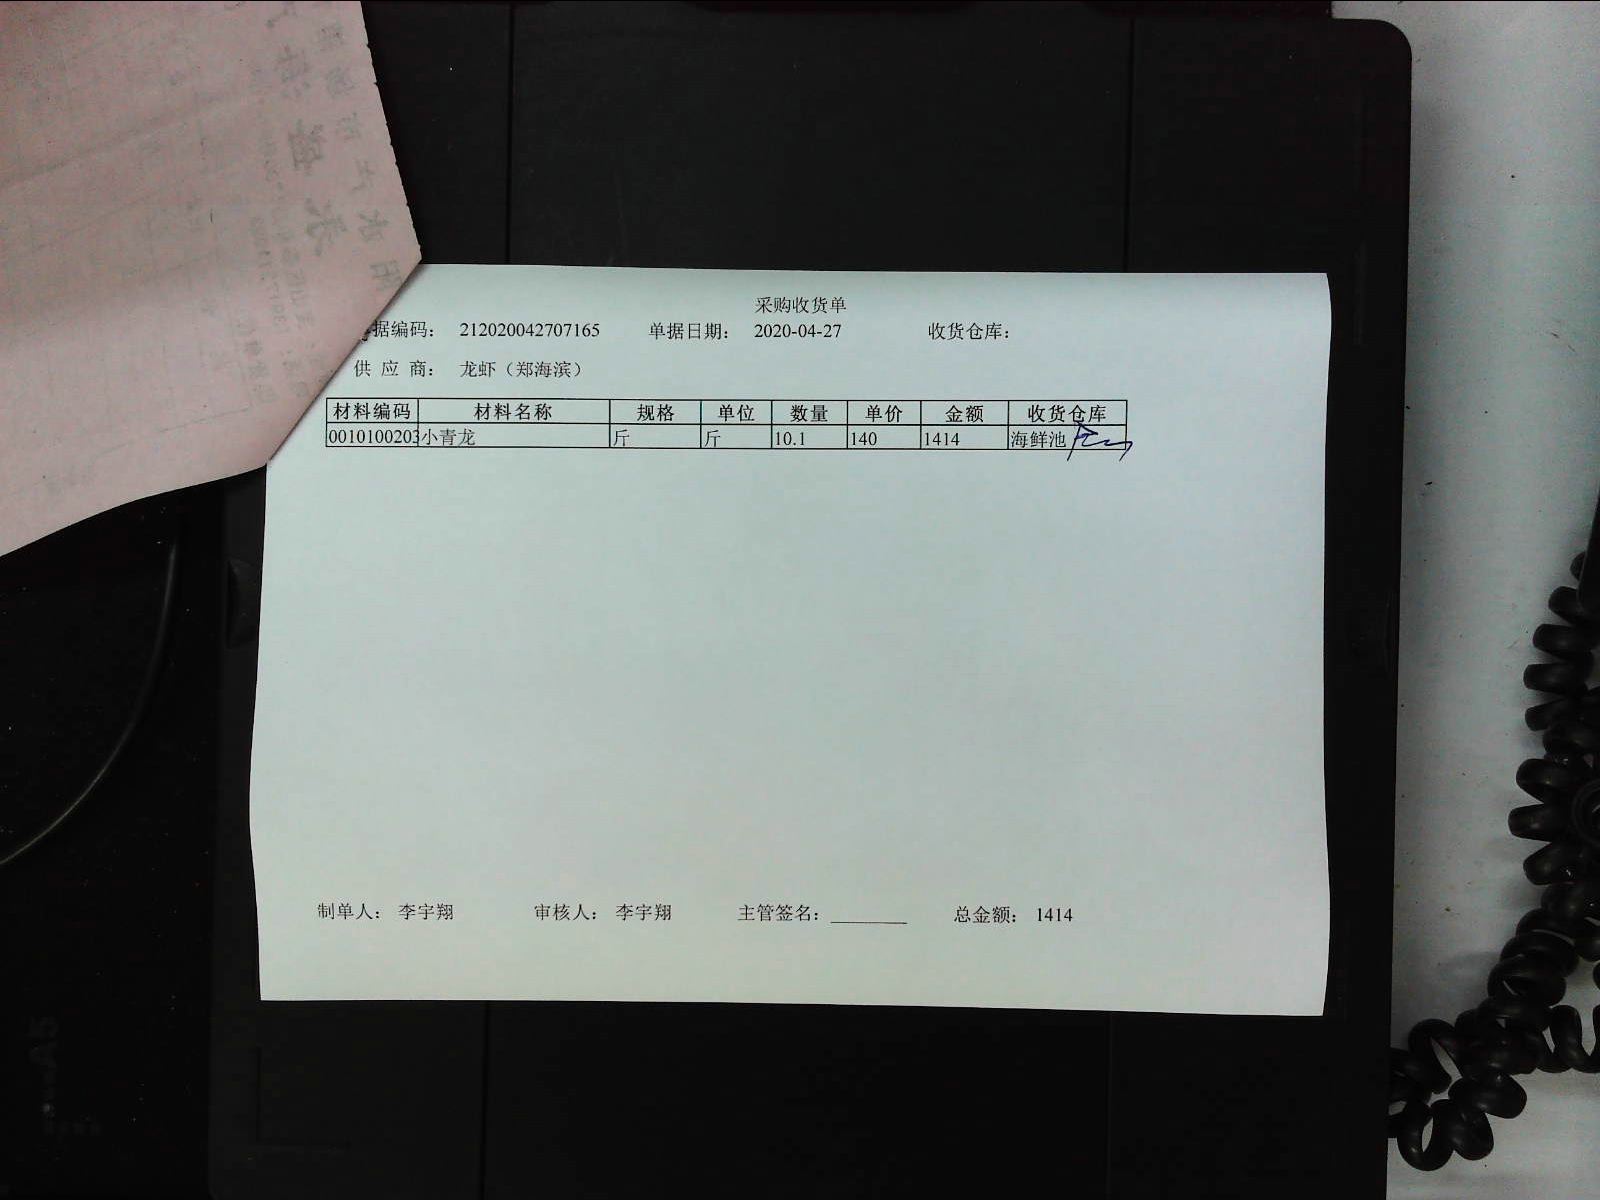 采购收货单
据编码： 212020042707165 单据日期： 2020-04-27 收货仓库：
供 应 商： 龙虾（郑海滨）
材料编码 材料名称 规格 单位 数量 单价 金额 收货仓库
0010100203 小青龙 斤 斤 10.1 140 1414 海鲜池
制单人： 李宇翔 审核人： 李宇翔 主管签名： 总金额： 1414